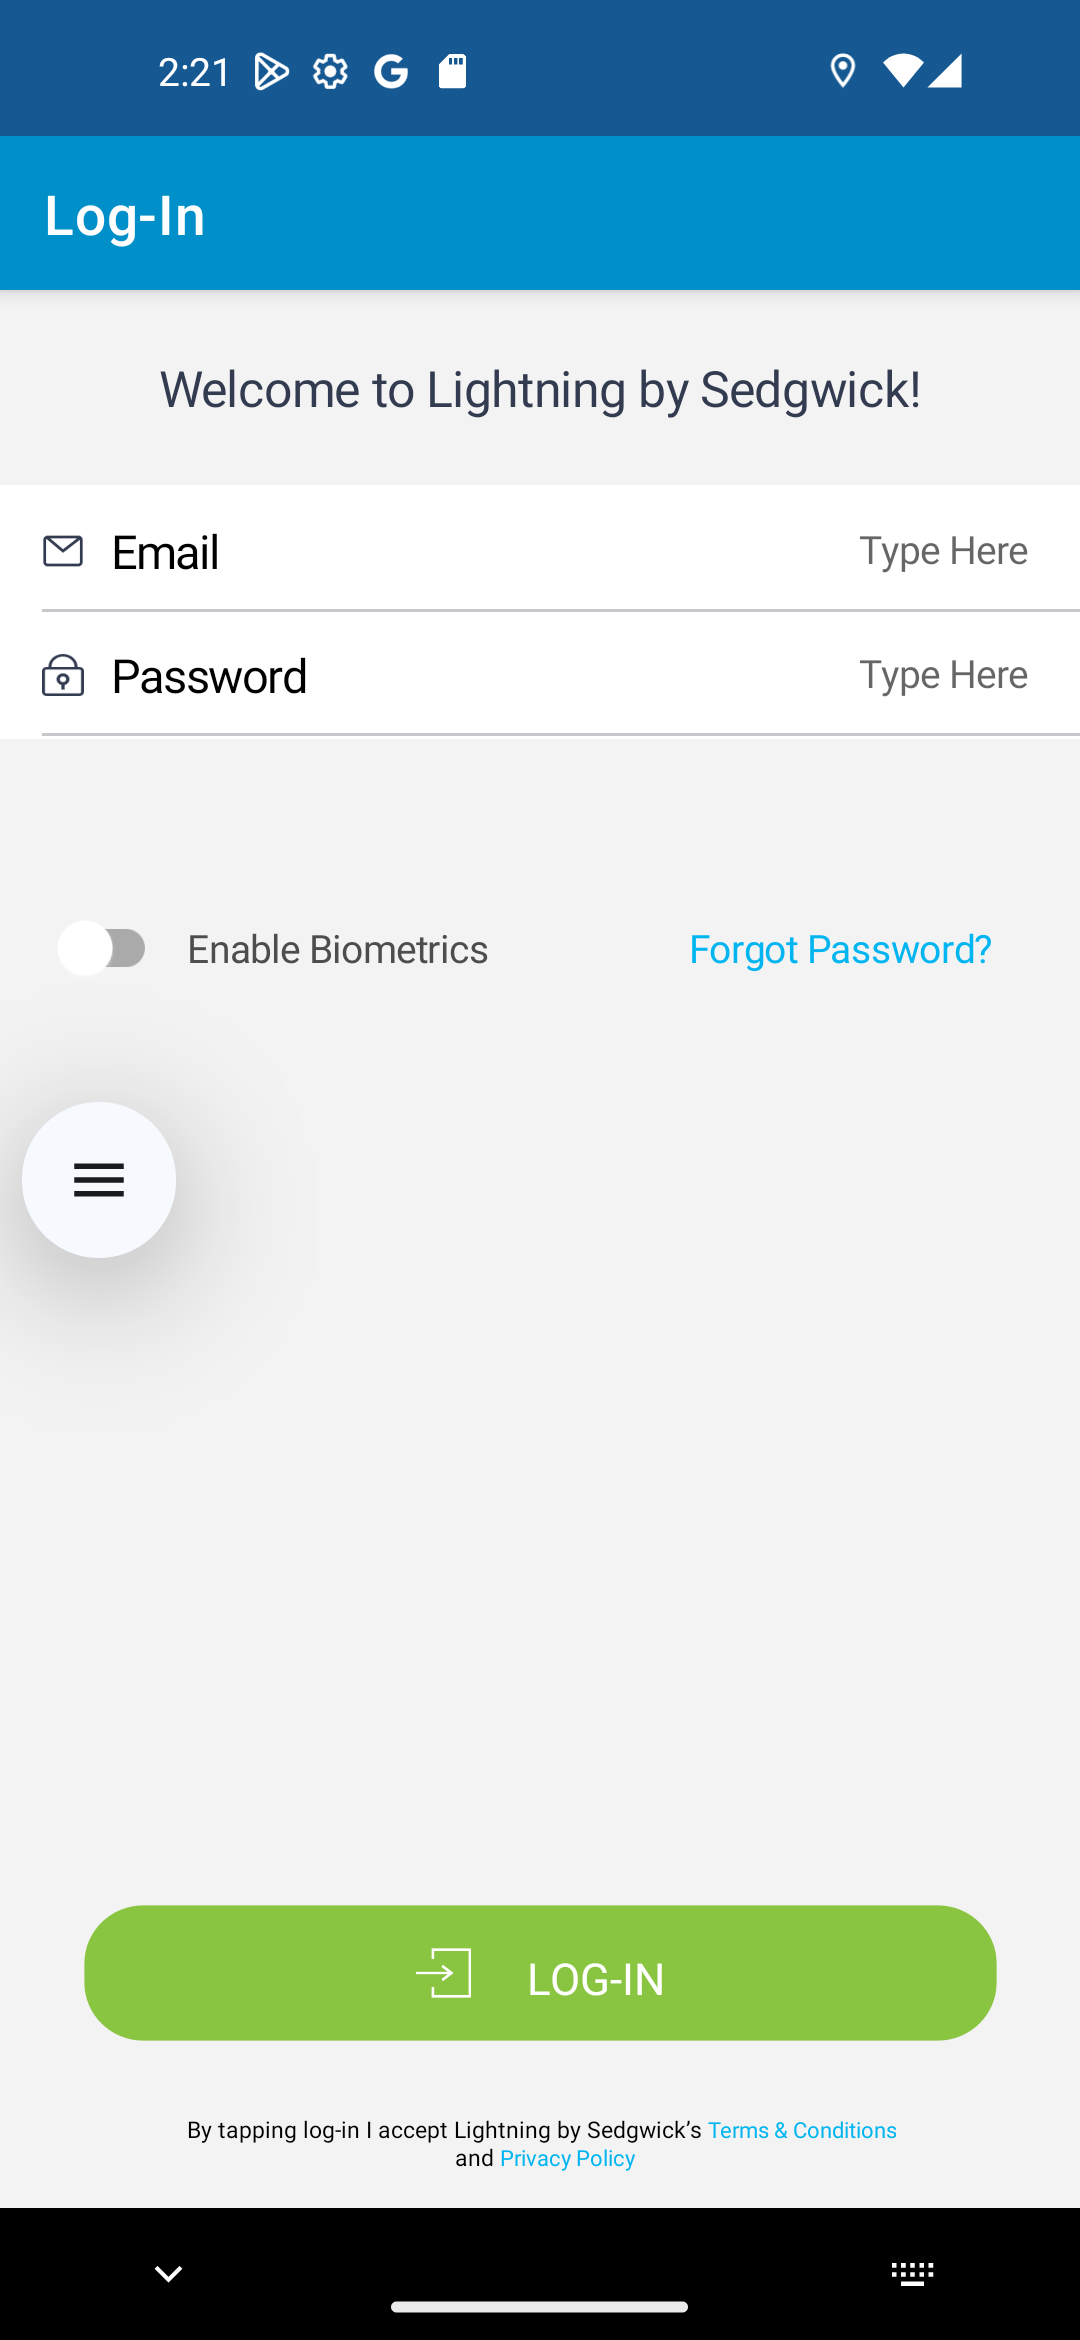 2:21
Log-In
Welcome to Lightning by Sedgwick!
Email Type Here
Password Type Here
Enable Biometrics Forgot Password?
LOG-IN
By tapping log-in I accept Lightning by Sedgwick’s Terms & Conditions
and Privacy Policy